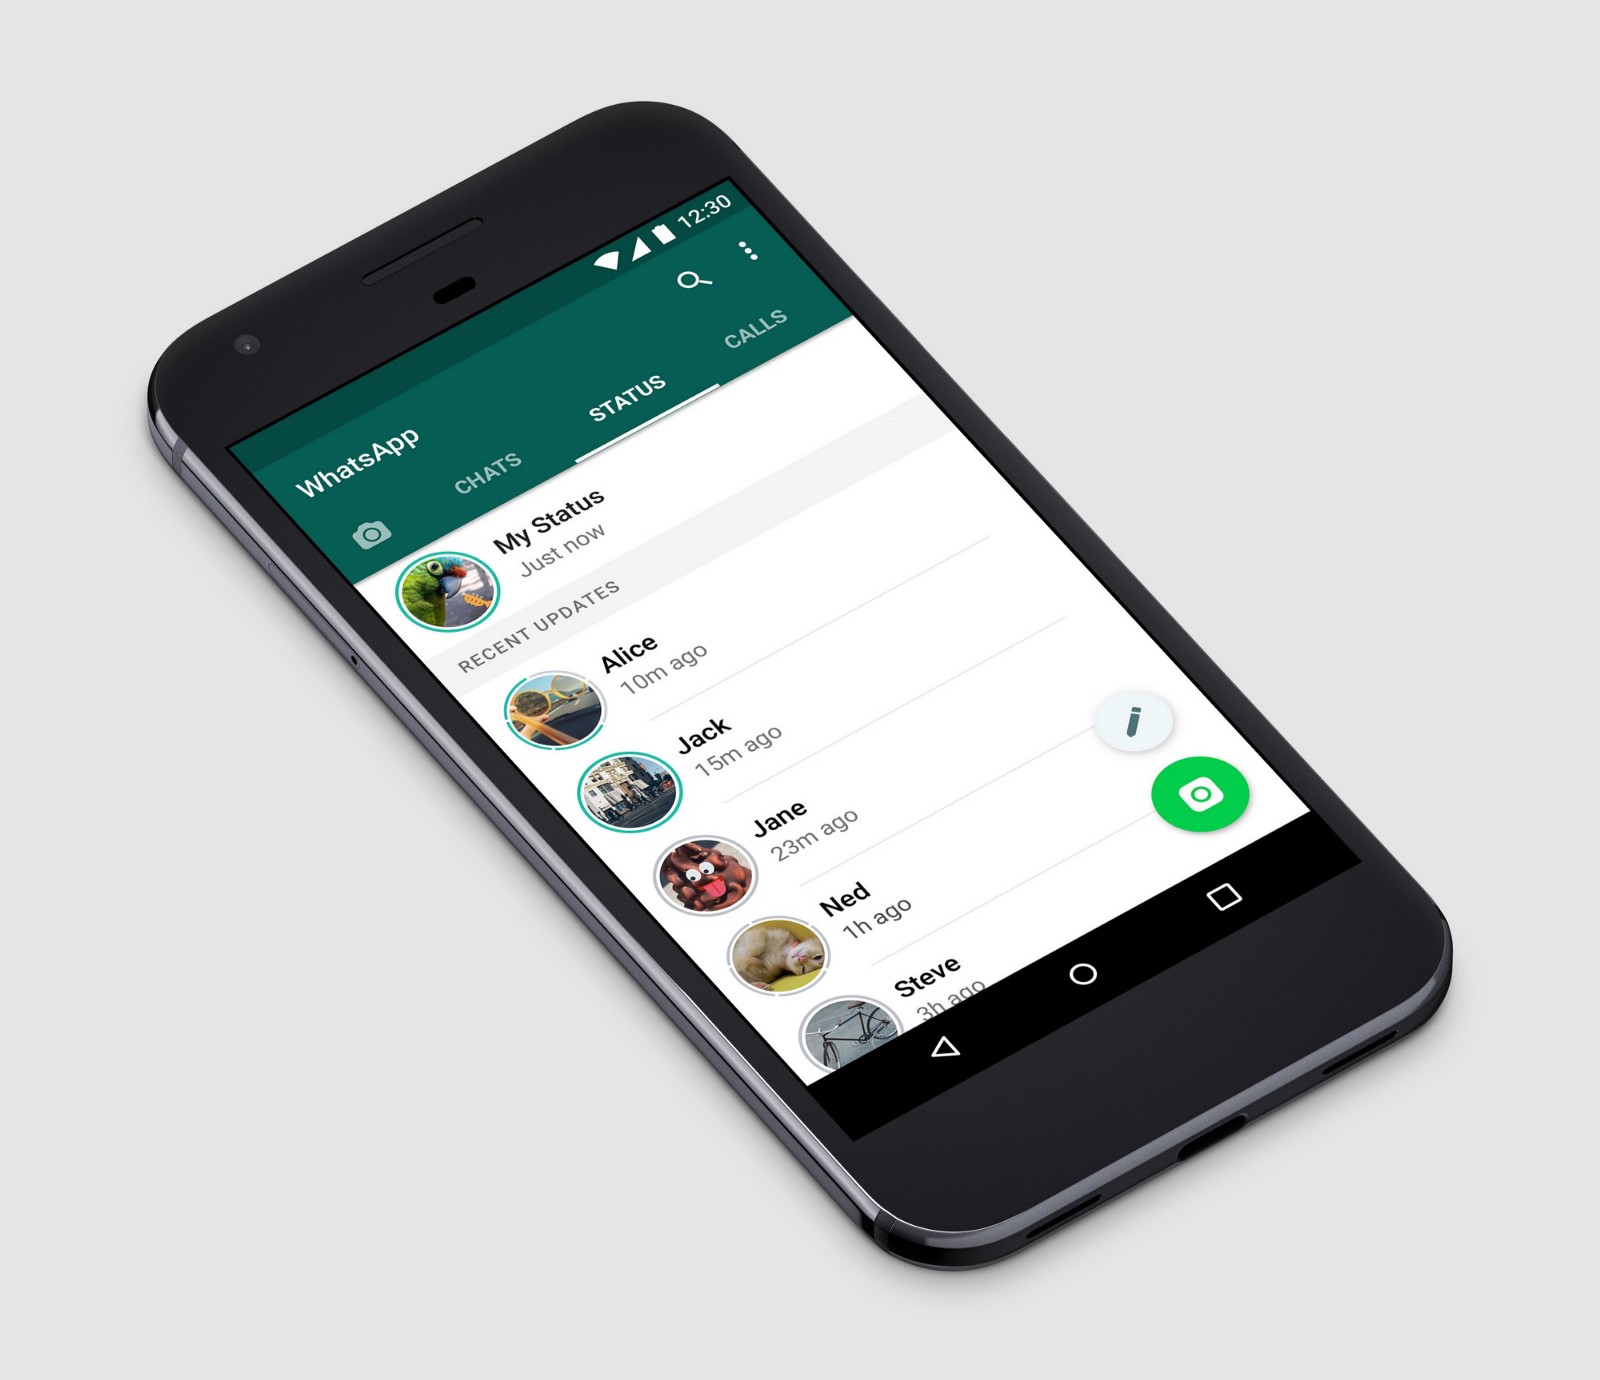 12:30
WhatsApp
CHATS
STATUS
CALLS
My Status
Just now
RECENT UPDATES
Alice
10m ago
Jack
15m ago
Jane
23m ago
Ned
1h ago
Steve
3h ago